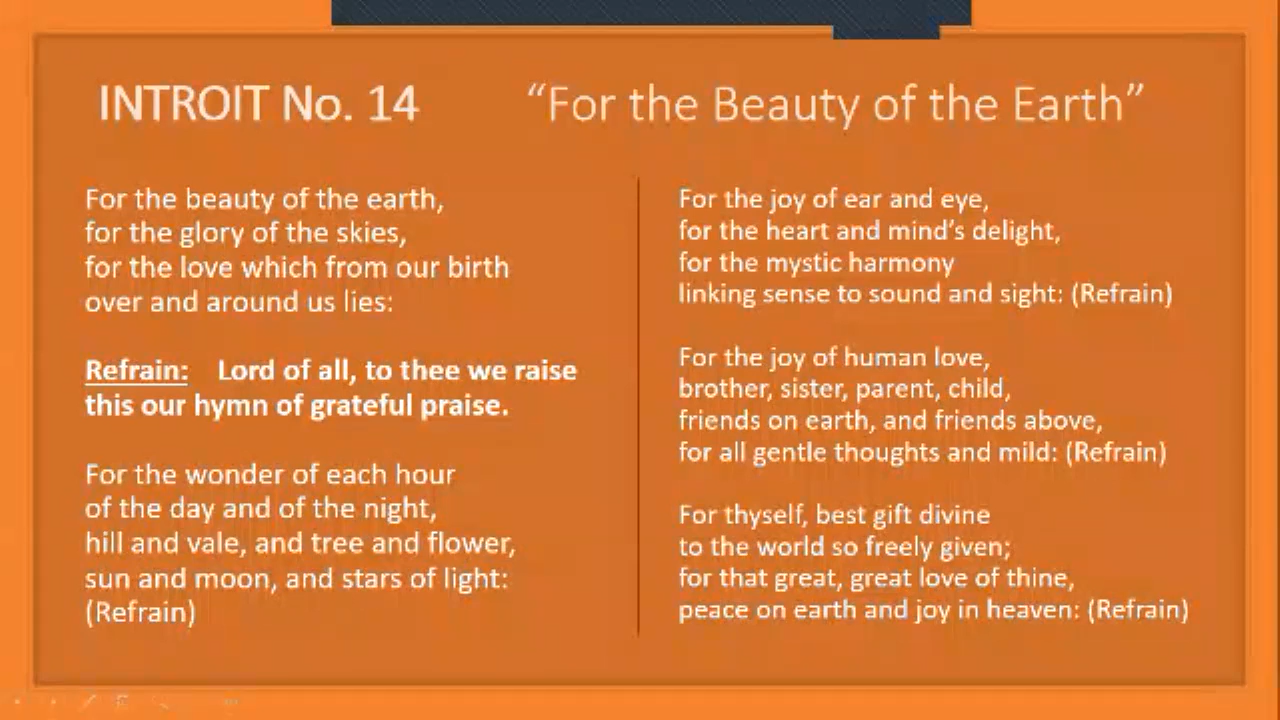 INTROIT No. 14 “For the Beauty of the Earth”
For the beauty of the earth,
for the glory of the skies,
for the love which from our birth
over and around us lies:
Refrain: Lord of all, to thee we raise
this our hymn of grateful praise.
For the wonder of each hour
of the day and of the night,
hill and vale, and tree and flower,
sun and moon, and stars of light:
(Refrain)
For the joy of ear and eye,
for the heart and mind’s delight,
for the mystic harmony
linking sense to sound and sight: (Refrain)
For the joy of human love,
brother, sister, parent, child,
friends on earth, and friends above,
for all gentle thoughts and mild: (Refrain)
For thyself, best gift divine
to the world so freely given;
for that great, great love of thine,
peace on earth and joy in heaven: (Refrain)